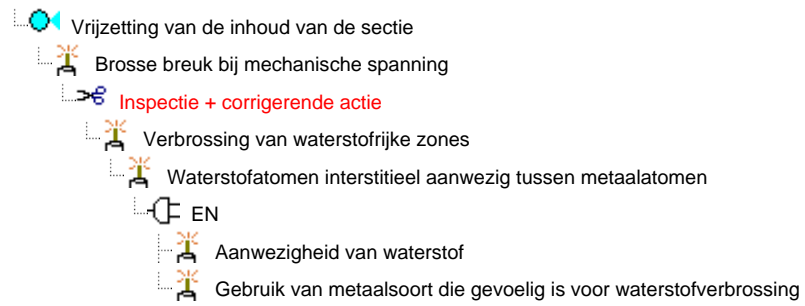 Vrijzetting van de inhoud van de sectie
Brosse breuk bij mechanische spanning
Inspectie + corrigerende actie
Verbrossing van waterstofrijke zones
Waterstofatomen interstitieel aanwezig tussen metaalatomen
EN
Aanwezigheid van waterstof
Gebruik van metaalsoort die gevoelig is voor waterstofverbrossing